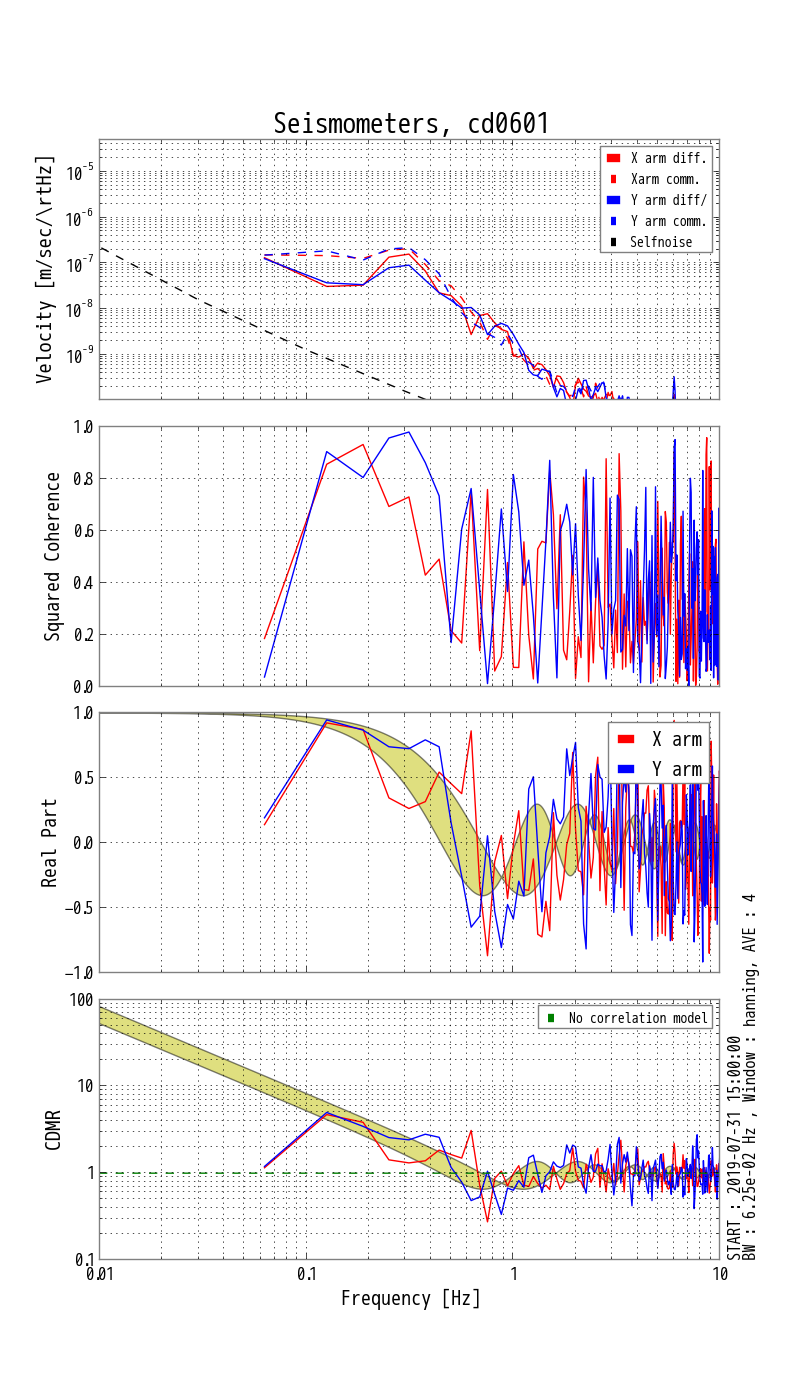 Seismometers, cd0601
Velocity [m/sec/\rtHz]
10^-5
10^-6
10^-7
10^-8
10^-9
X arm diff.
Xarm comm.
Y arm diff/
Y arm comm.
Selfnoise
Squared Coherence
1.0
0.8
0.6
0.4
0.2
0.0
Real Part
1.0
0.5
0.0
−0.5
−1.0
X arm
Y arm
CDMR
100
10
1
0.1
No correlation model
0.01
0.1
1
10
Frequency [Hz]
START : 2019-07-31 15:00:00
BW : 6.25e-02 Hz , Window : hanning, AVE : 4